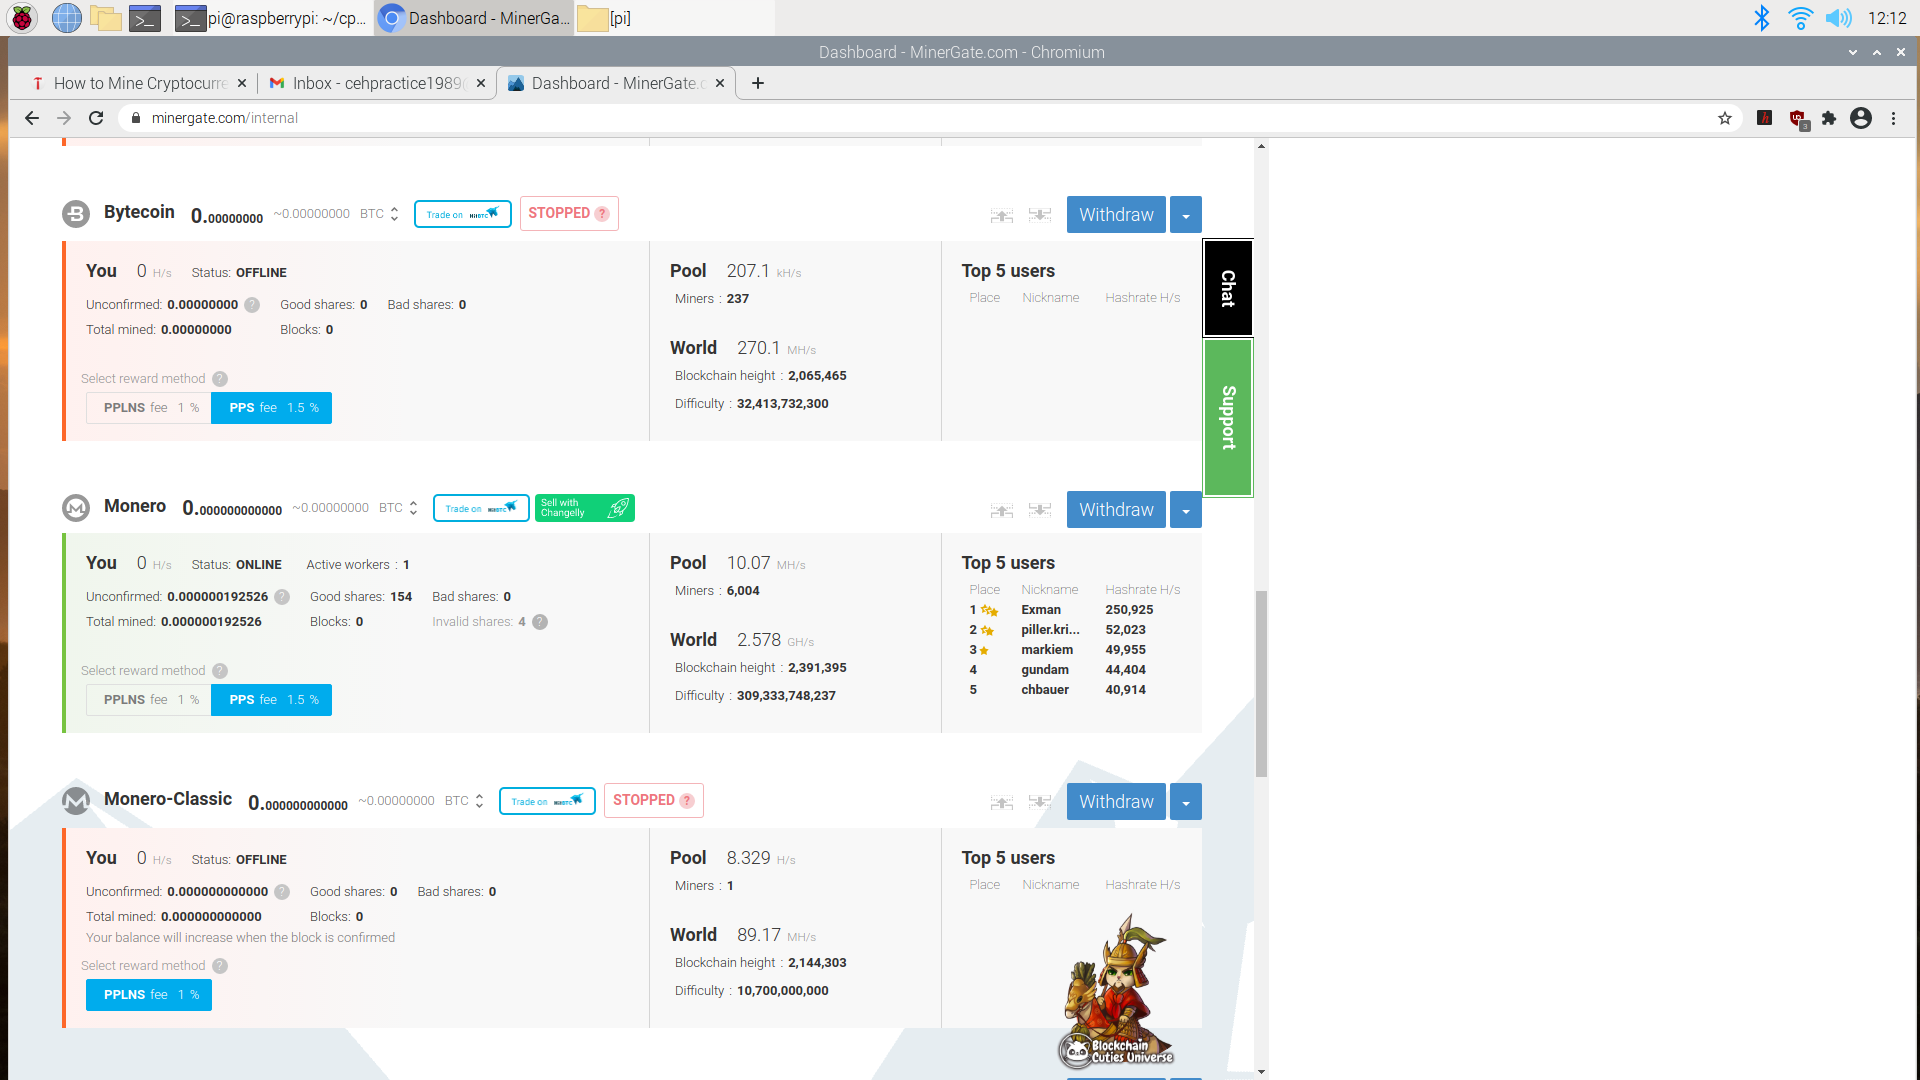 pi@raspberrypi: ~/cp...
Dashboard - MinerGa...
[pi]
12:12
Dashboard - MinerGate.com - Chromium
How to Mine Cryptocurre
Inbox - cehpractice1989@
Dashboard - MinerGate.c
minergate.com/internal
Bytecoin 0.00000000 ~0.00000000 BTC Trade on STOPPED ? Withdraw
You 0 H/s Status: OFFLINE
Unconfirmed: 0.00000000 ? Good shares: 0 Bad shares: 0
Total mined: 0.00000000 Blocks: 0
Select reward method ?
PPLNS fee 1 % PPS fee 1.5 %
Pool 207.1 kH/s
Miners : 237
World 270.1 MH/s
Blockchain height : 2,065,465
Difficulty : 32,413,732,300
Top 5 users
Place Nickname Hashrate H/s
Chat
Support
Monero 0.000000000000 ~0.00000000 BTC Trade on Sell with Changelly Withdraw
You 0 H/s Status: ONLINE Active workers : 1
Unconfirmed: 0.000000192526 ? Good shares: 154 Bad shares: 0
Total mined: 0.000000192526 Blocks: 0 Invalid shares: 4 ?
Select reward method ?
PPLNS fee 1 % PPS fee 1.5 %
Pool 10.07 MH/s
Miners : 6,004
World 2.578 GH/s
Blockchain height : 2,391,395
Difficulty : 309,333,748,237
Top 5 users
Place Nickname Hashrate H/s
1 Exman 250,925
2 piller.kri... 52,023
3 markiem 49,955
4 gundam 44,404
5 chbauer 40,914
Monero-Classic 0.000000000000 ~0.00000000 BTC Trade on STOPPED ? Withdraw
You 0 H/s Status: OFFLINE
Unconfirmed: 0.000000000000 ? Good shares: 0 Bad shares: 0
Total mined: 0.000000000000 Blocks: 0
Your balance will increase when the block is confirmed
Select reward method ?
PPLNS fee 1 %
Pool 8.329 H/s
Miners : 1
World 89.17 MH/s
Blockchain height : 2,144,303
Difficulty : 10,700,000,000
Top 5 users
Place Nickname Hashrate H/s
Blockchain
Cuties Universe